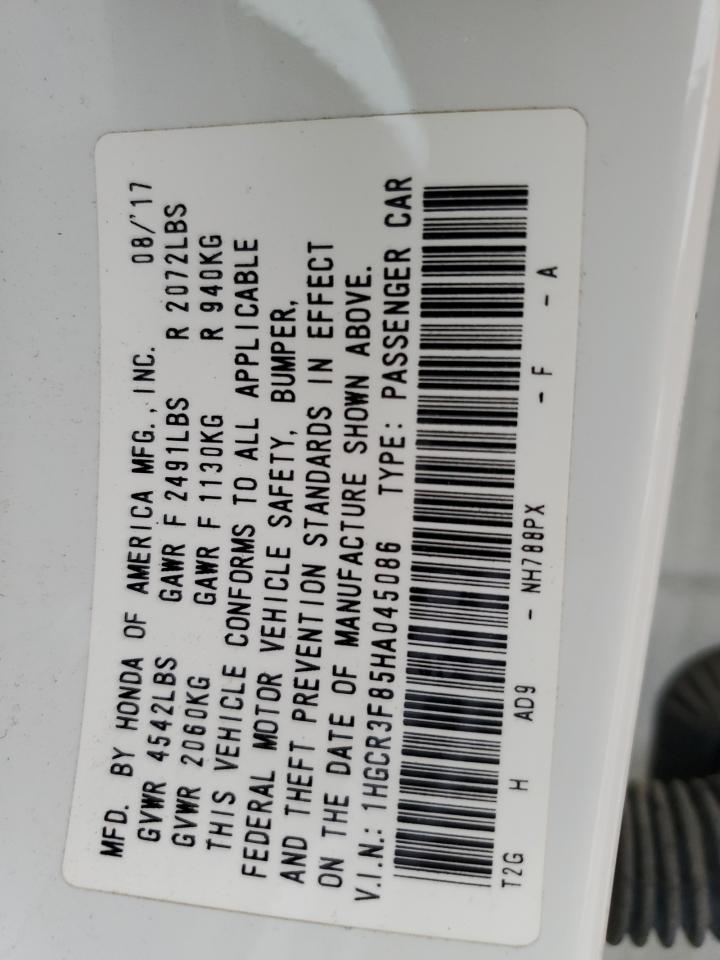 MFD. BY HONDA OF AMERICA MFG., INC. 08/'17
GVWR 4542LBS GAWR F 2491LBS R 2072LBS
GVWR 2060KG GAWR F 1130KG R 940KG
THIS VEHICLE CONFORMS TO ALL APPLICABLE
FEDERAL MOTOR VEHICLE SAFETY, BUMPER,
AND THEFT PREVENTION STANDARDS IN EFFECT
ON THE DATE OF MANUFACTURE SHOWN ABOVE.
V.I.N.: 1HGCR3F85HA045086 TYPE: PASSENGER CAR
T2G H AD9 - NH788PX - F - A